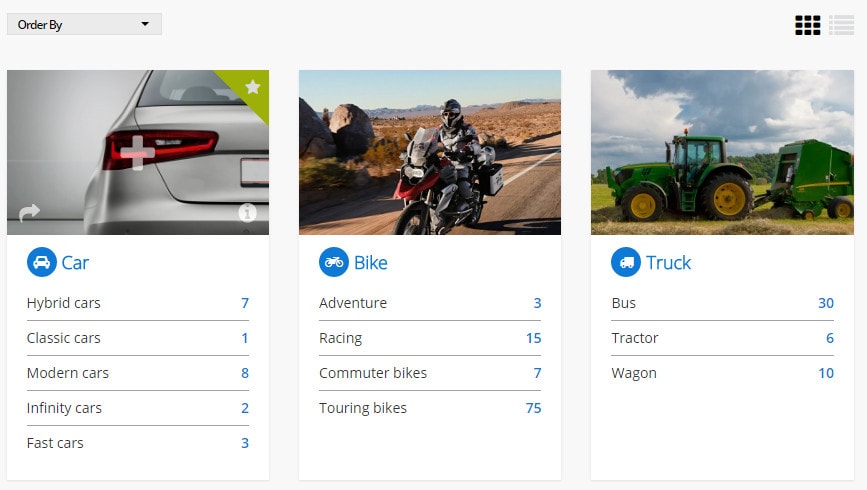 Order By
Car
Hybrid cars 7
Classic cars 1
Modern cars 8
Infinity cars 2
Fast cars 3
Bike
Adventure 3
Racing 15
Commuter bikes 7
Touring bikes 75
Truck
Bus 30
Tractor 6
Wagon 10